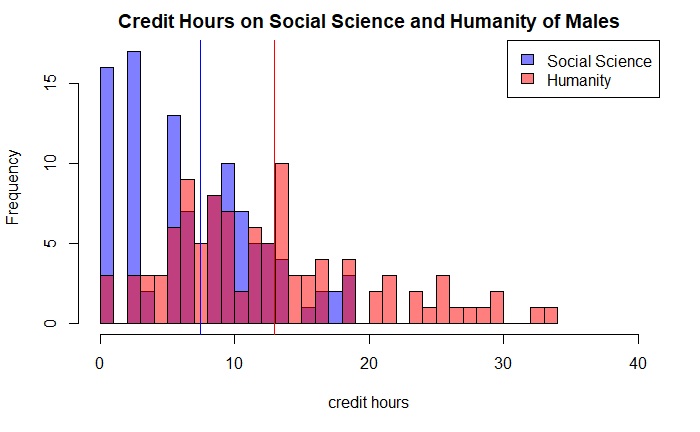 Credit Hours on Social Science and Humanity of Males
Social Science
Humanity
15
10
5
0
Frequency
0 10 20 30 40
credit hours